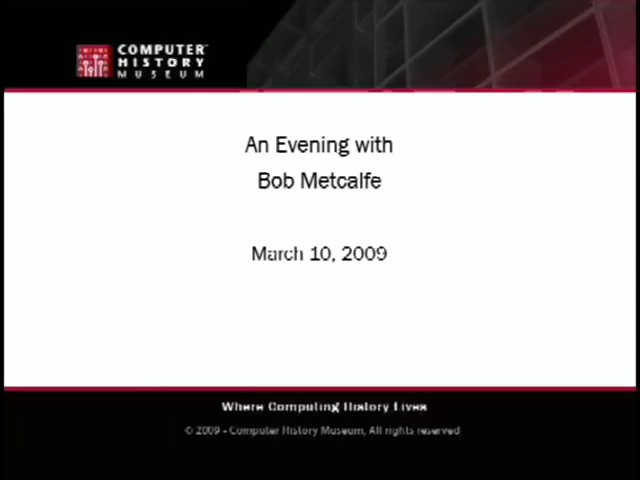 COMPUTER
HISTORY
MUSEUM
An Evening with
Bob Metcalfe
March 10, 2009
Where Computing History Lives
© 2009 - Computer History Museum, All rights reserved